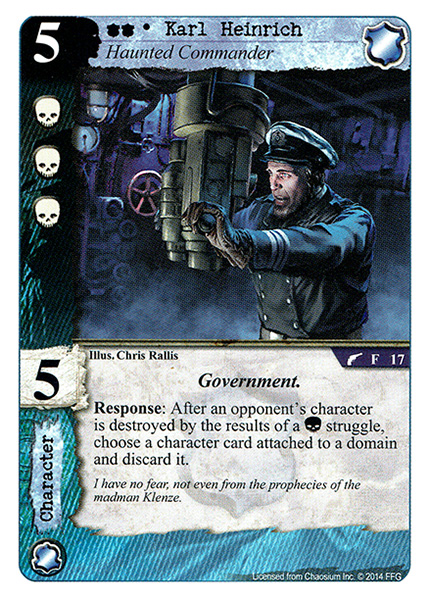 5
• Karl Heinrich
Haunted Commander
Illus. Chris Rallis
F 17
5
Government.
Response: After an opponent's character
is destroyed by the results of a struggle,
choose a character card attached to a domain
and discard it.
I have no fear, not even from the prophecies of the
madman Klenze.
Character
Licensed from Chaosium Inc. © 2014 FFG